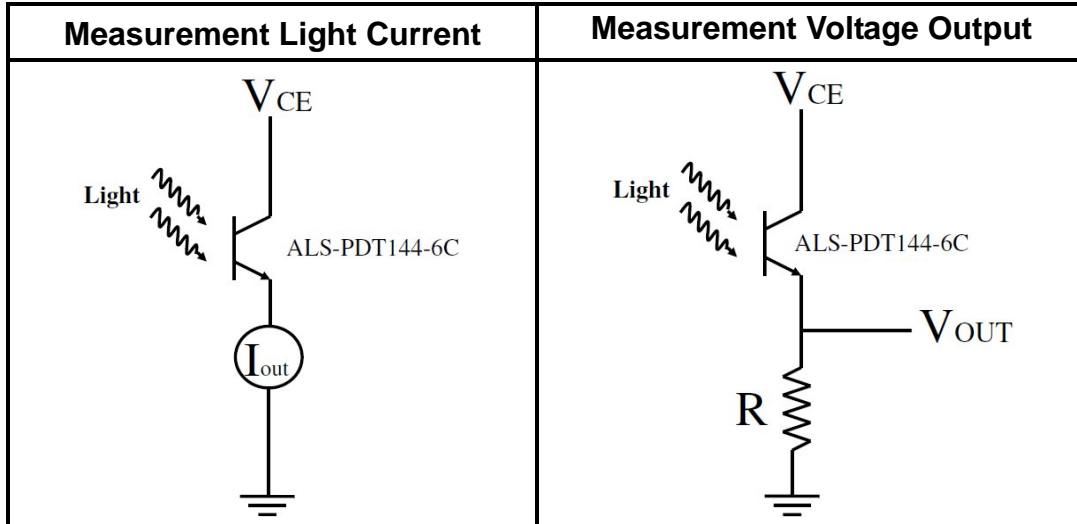 Measurement Light Current
VCE
Light
ALS-PDT144-6C
Iout
Measurement Voltage Output
VCE
Light
ALS-PDT144-6C
VOUT
R